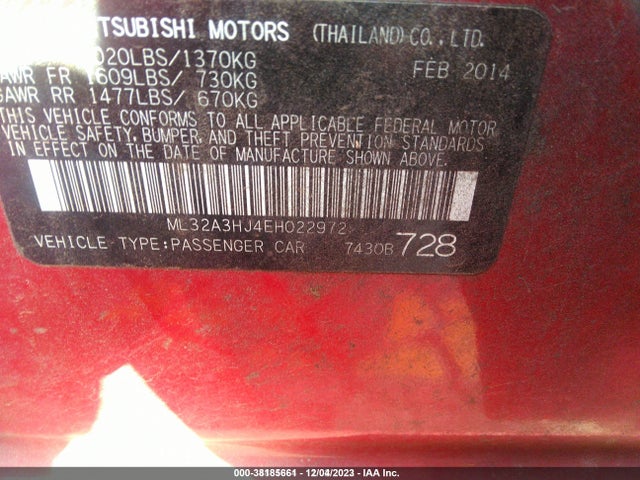 TSUBISHI MOTORS (THAILAND)CO.,LTD.
020LBS/1370KG
FEB 2014
AWR FR 1609LBS/ 730KG
GAWR RR 1477LBS/ 670KG
THIS VEHICLE CONFORMS TO ALL APPLICABLE FEDERAL MOTOR
VEHICLE SAFETY, BUMPER, AND THEFT PREVENTION STANDARDS
IN EFFECT ON THE DATE OF MANUFACTURE SHOWN ABOVE.
ML32A3HJ4EH022972
VEHICLE TYPE:PASSENGER CAR 7430B 728
000-38185661 - 12/04/2023 - IAA Inc.